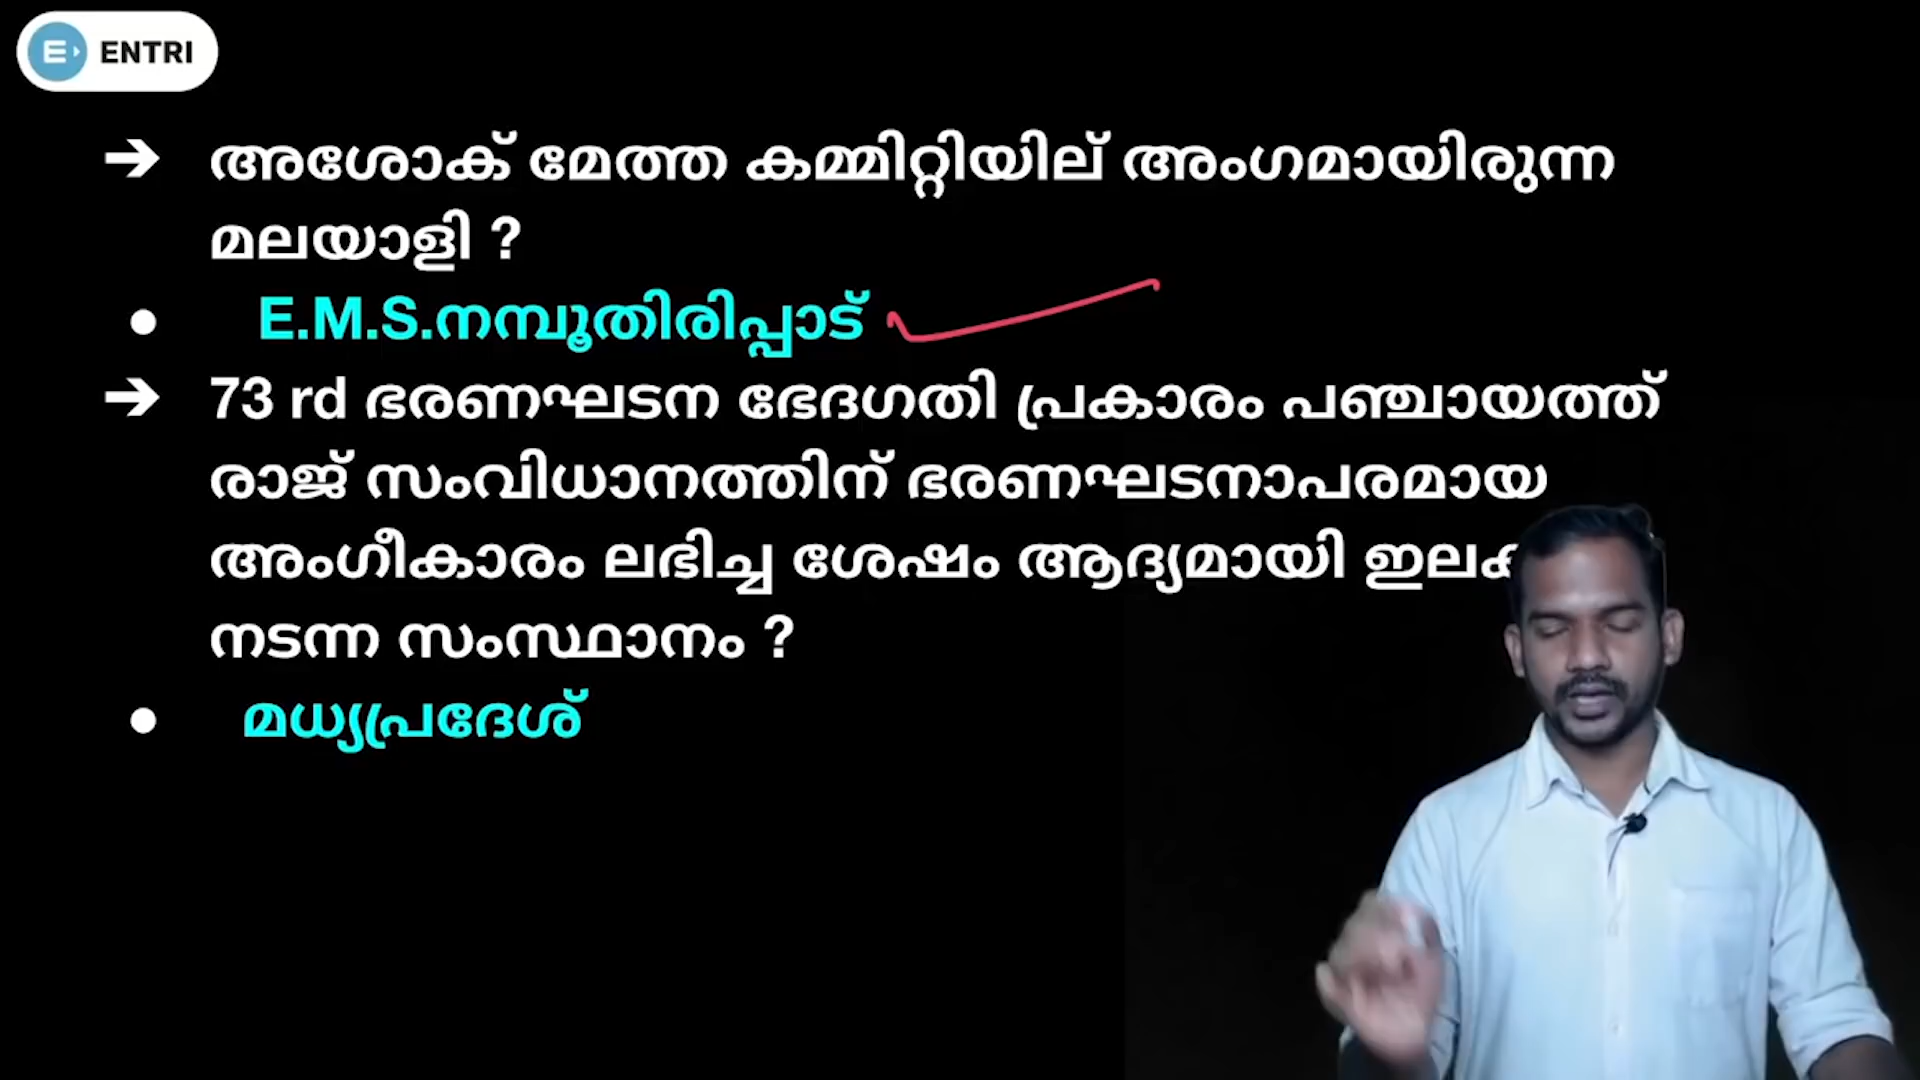 ENTRI
➔ അശോക് മേത്ത കമ്മിറ്റിയില് അംഗമായിരുന്ന
മലയാളി ?
● E.M.S.നമ്പൂതിരിപ്പാട്
➔ 73 rd ഭരണഘടന ഭേദഗതി പ്രകാരം പഞ്ചായത്ത്
രാജ് സംവിധാനത്തിന് ഭരണഘടനാപരമായ
അംഗീകാരം ലഭിച്ച ശേഷം ആദ്യമായി
നടന്ന സംസ്ഥാനം ?
● മധ്യപ്രദേശ്